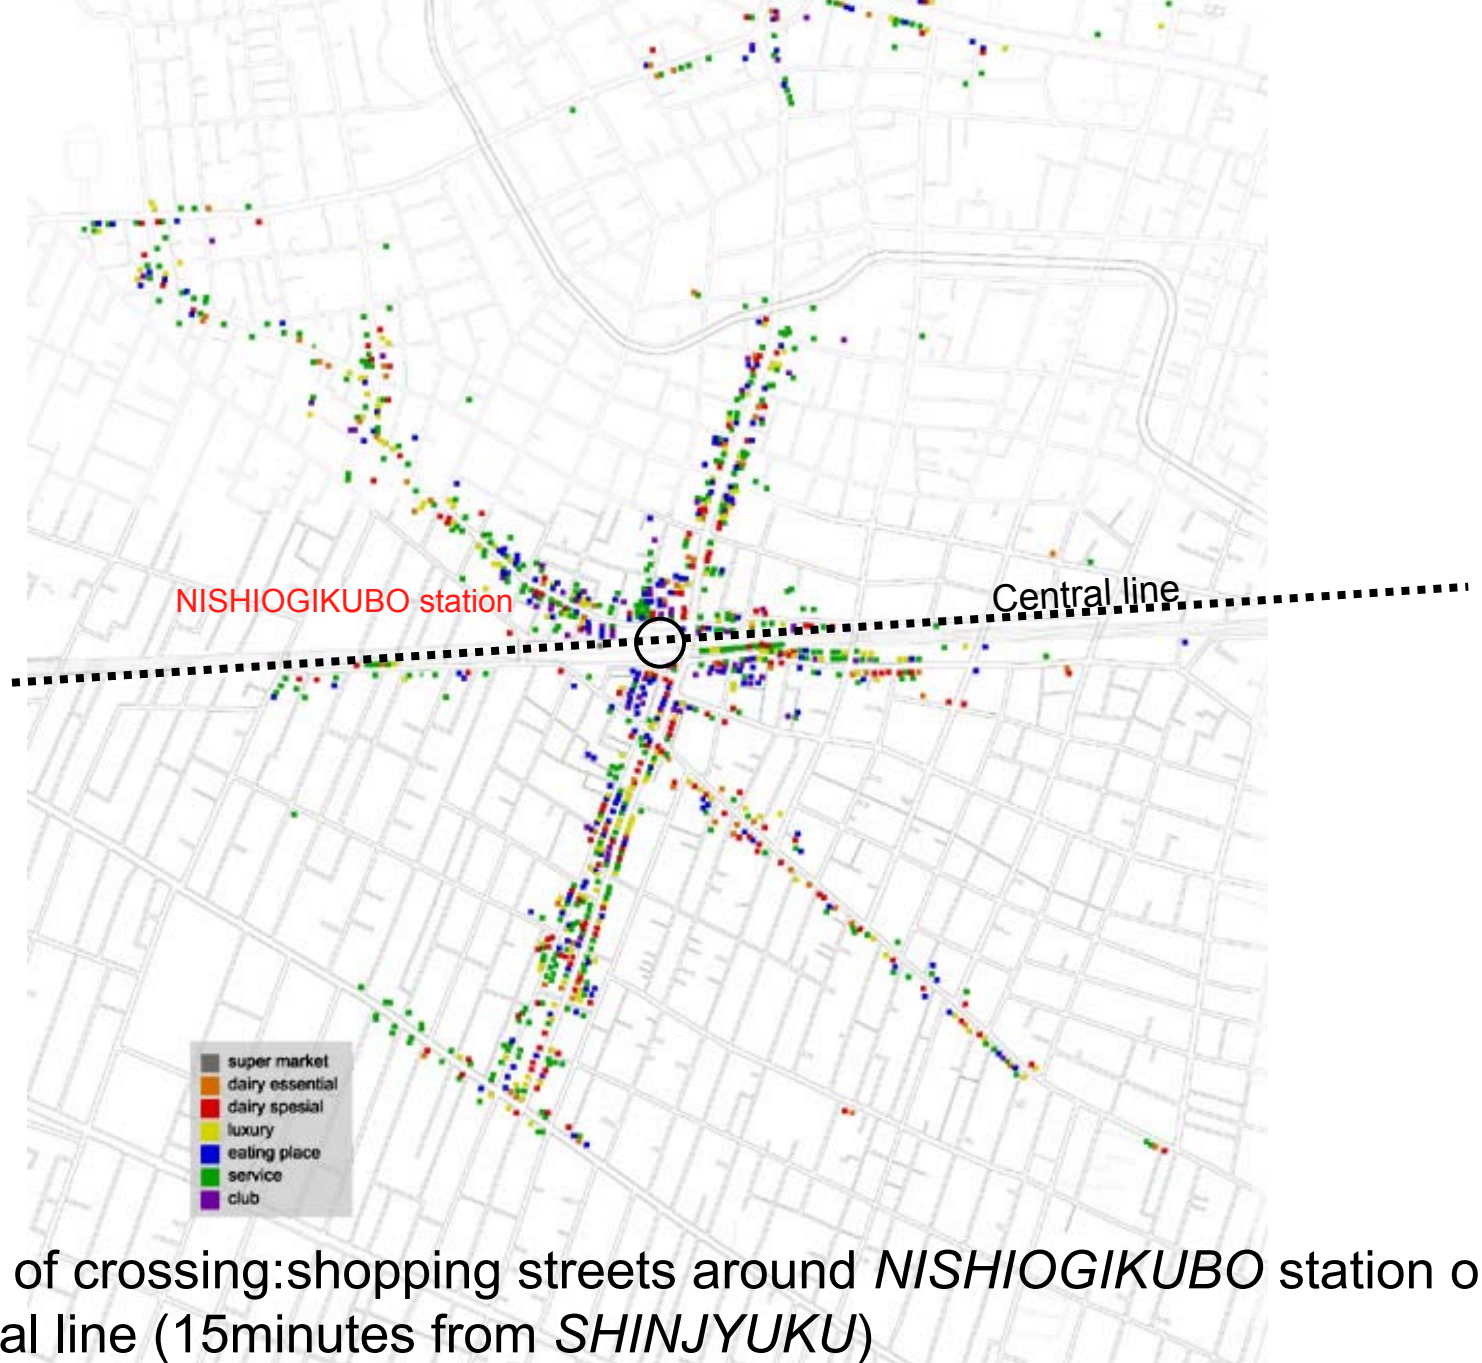 NISHIOGIKUBO station
Central line
super market
dairy essential
dairy spesial
luxury
eating place
service
club
of crossing:shopping streets around NISHIOGIKUBO station o
al line (15minutes from SHINJYUKU)